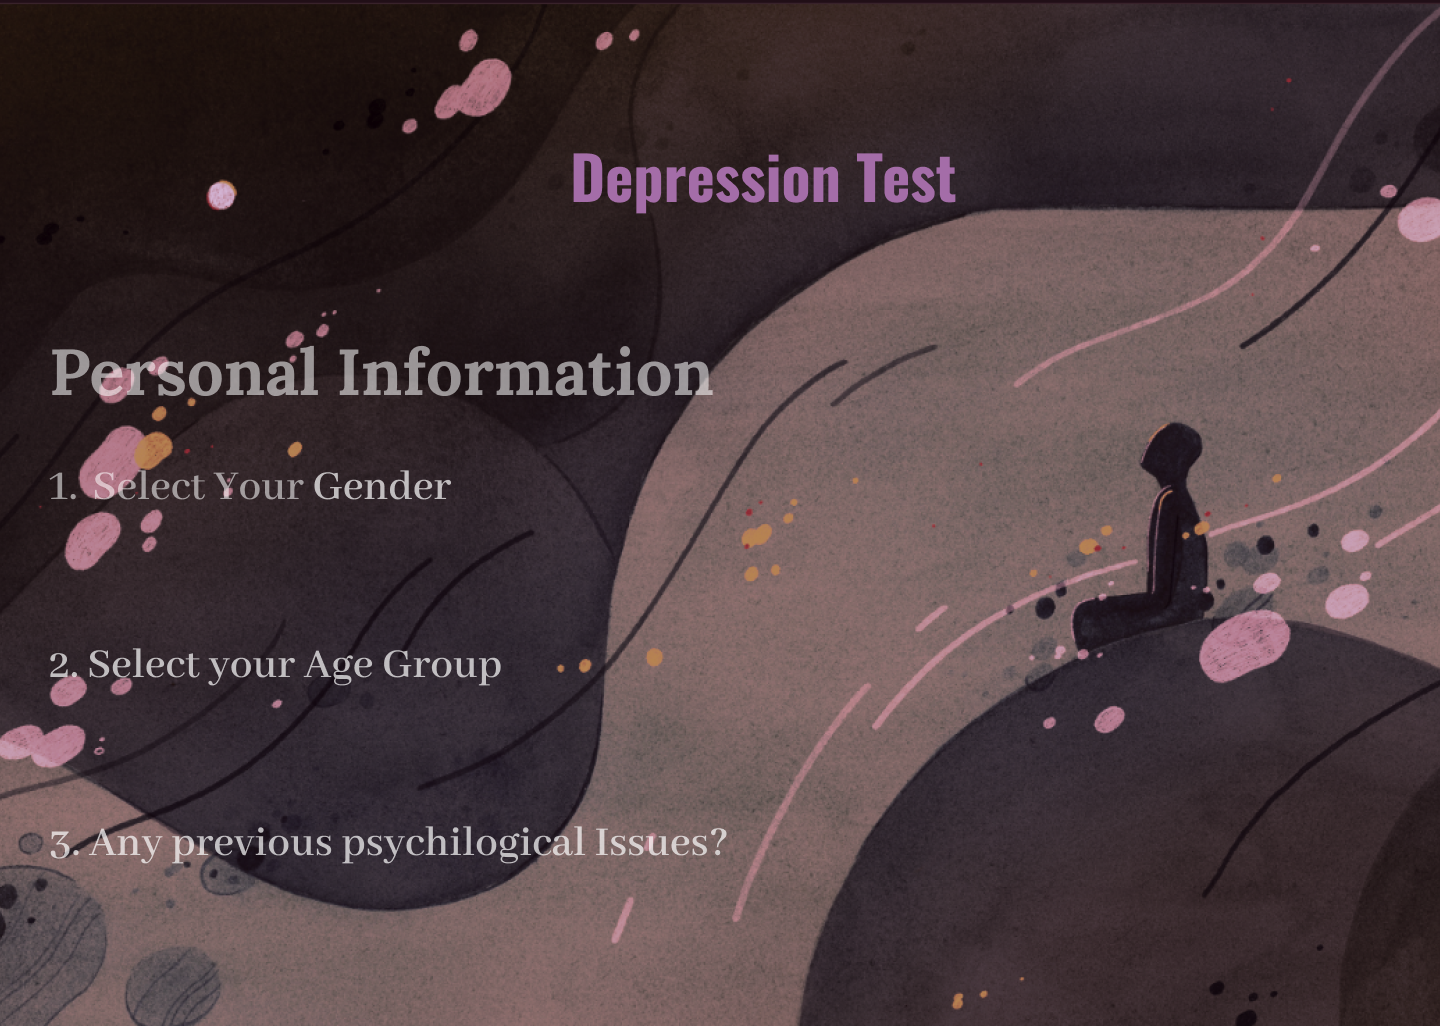 Depression Test
Personal Information
1. Select Your Gender
2. Select your Age Group
3. Any previous psychilogical Issues?